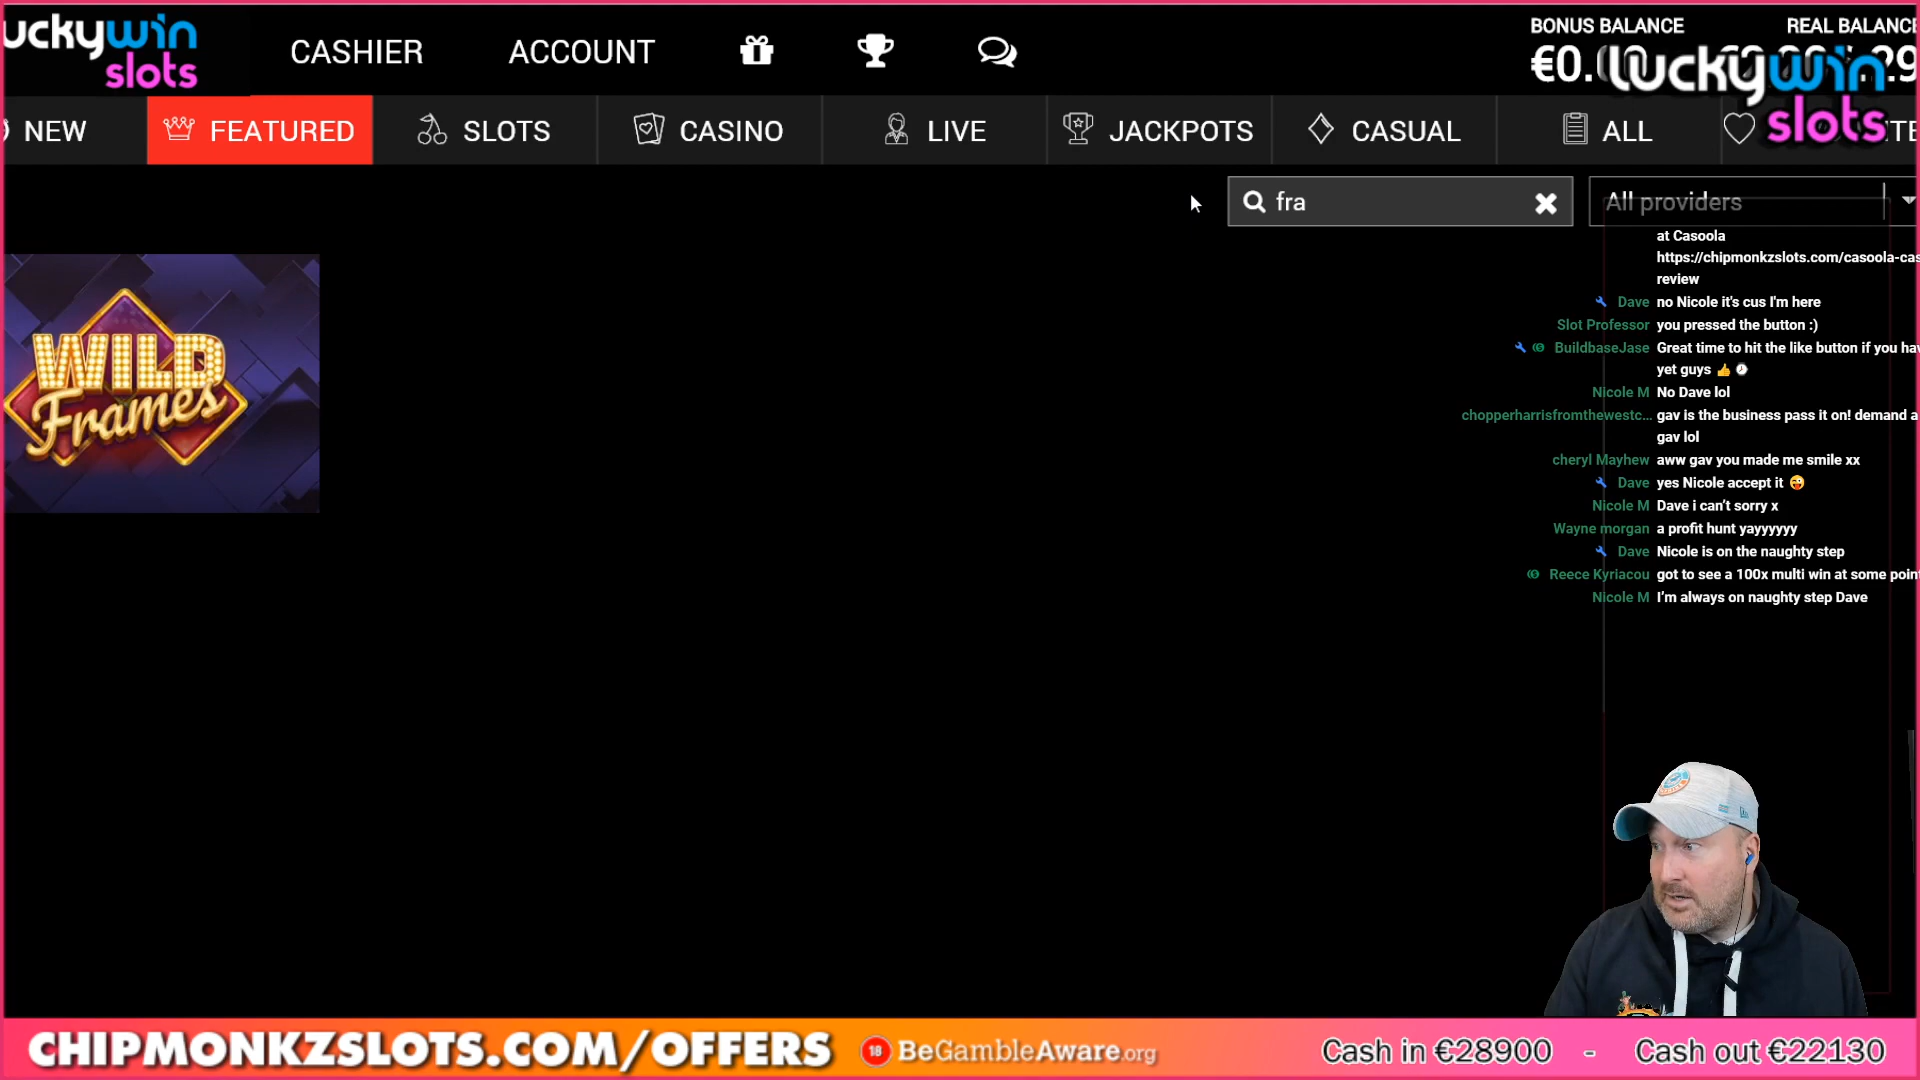 uckywin
slots
CASHIER
ACCOUNT
BONUS BALANCE
REAL BALANC
€0.
luckywin
slots
NEW
FEATURED
SLOTS
CASINO
LIVE
JACKPOTS
CASUAL
ALL
fra
All providers
WILD
Frames
at Casoola
https://chipmonkzslots.com/casoola-cas
review
Dave no Nicole it's cus I'm here
Slot Professor you pressed the button :)
BuildbaseJase Great time to hit the like button if you hav
yet guys 👍🕗
Nicole M No Dave lol
chopperharrisfromthewestc... gav is the business pass it on! demand a
gav lol
cheryl Mayhew aww gav you made me smile xx
Dave yes Nicole accept it 😜
Nicole M Dave i can't sorry x
Wayne morgan a profit hunt yayyyyyy
Dave Nicole is on the naughty step
Reece Kyriacou got to see a 100x multi win at some point
Nicole M I'm always on naughty step Dave
CHIPMONKZSLOTS.COM/OFFERS
18 BeGambleAware.org
Cash in €28900 - Cash out €22130